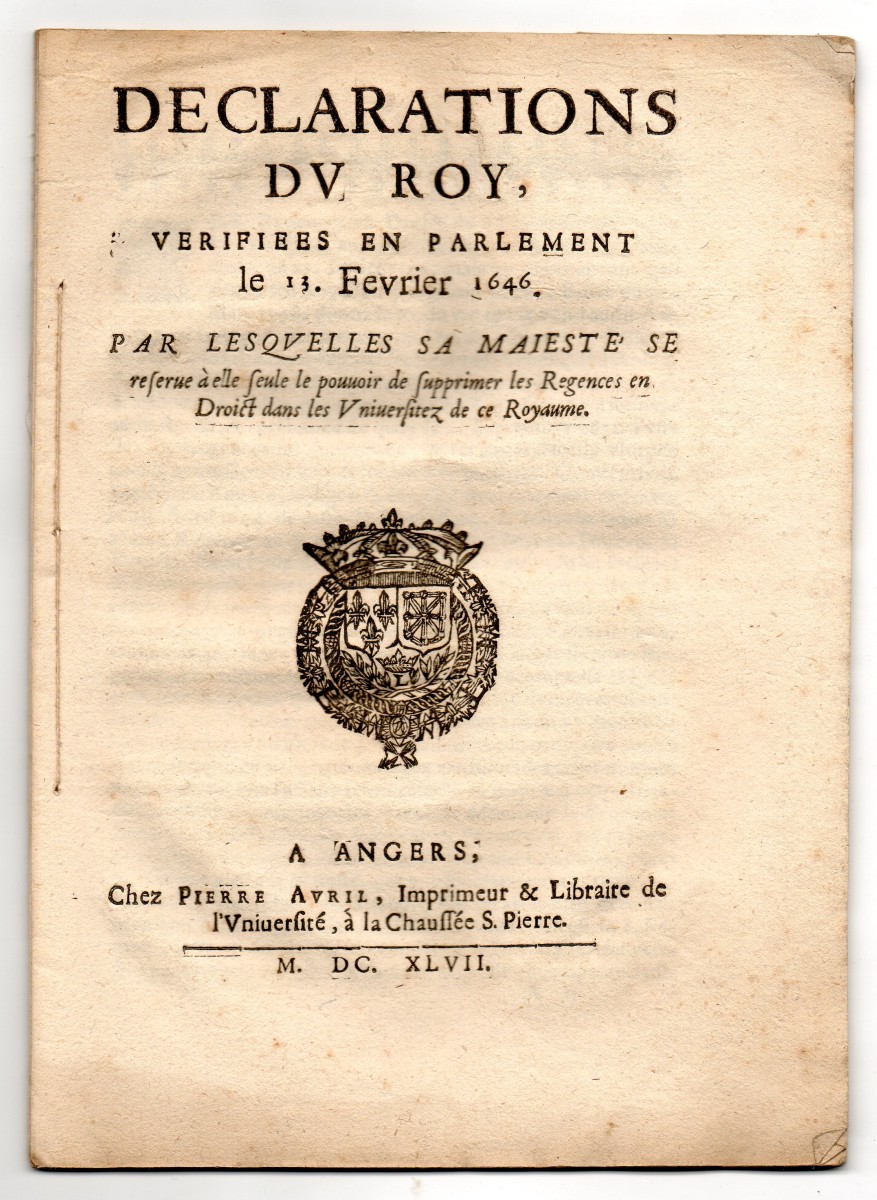 DECLARATIONS
DV ROY,
VERIFIEES EN PARLEMENT
le 13. Fevrier 1646.
PAR LESQVELLES SA MAIESTE' SE
reſerue à elle ſeule le pouuoir de ſupprimer les Regences en
Droict dans les Vniuerſitez de ce Royaume.
L
A ANGERS,
Chez PIERRE AVRIL, Imprimeur & Libraire de
l'Vniuerſité, à la Chauſſée S. Pierre.
M. DC. XLVII.